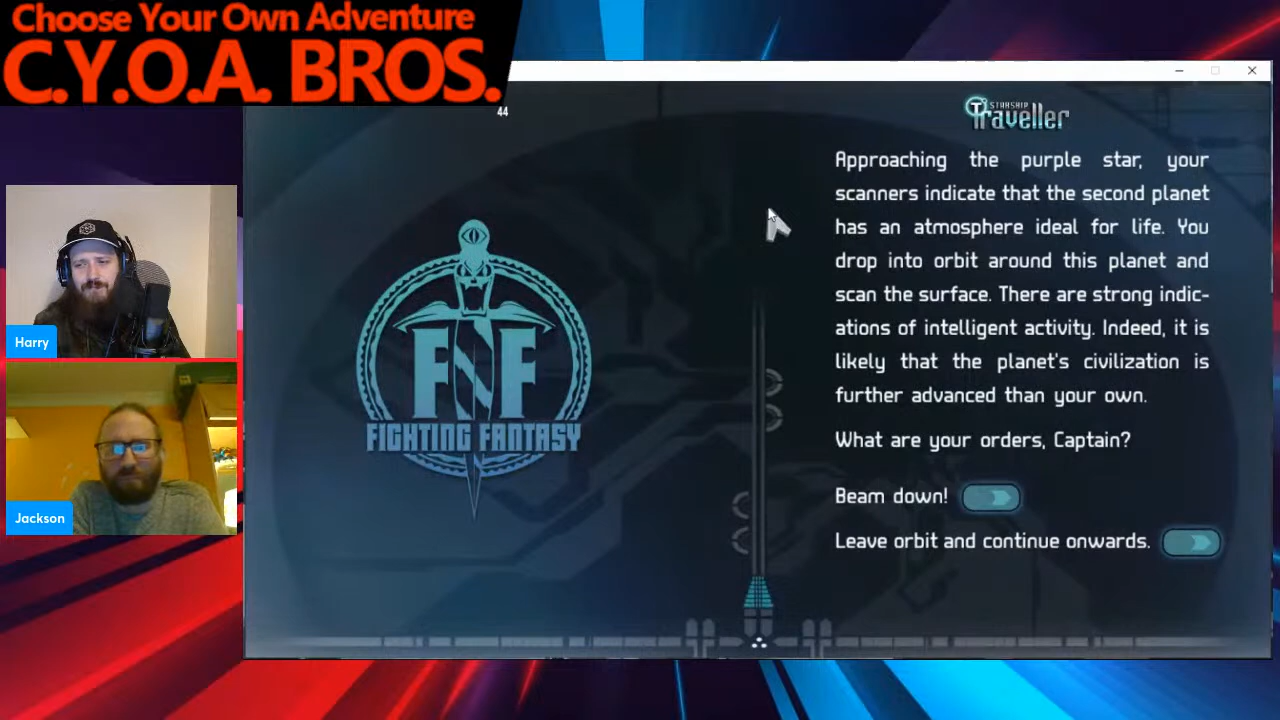 Choose Your Own Adventure
C.Y.O.A. BROS.
44
STARSHIP
Traveller
Approaching the purple star, your
scanners indicate that the second planet
has an atmosphere ideal for life. You
drop into orbit around this planet and
scan the surface. There are strong indic-
ations of intelligent activity. Indeed, it is
likely that the planet's civilization is
further advanced than your own.
What are your orders, Captain?
Beam down!
Leave orbit and continue onwards.
FF
FIGHTING FANTASY
Harry
Jackson